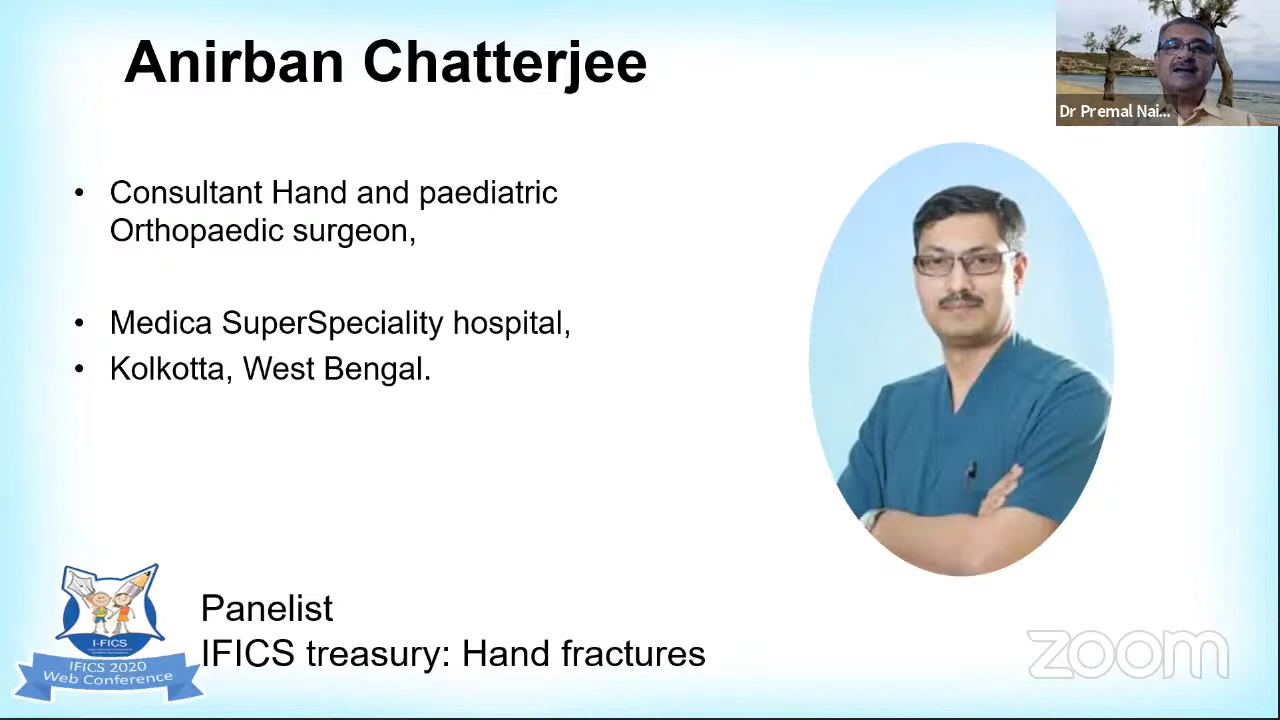 Anirban Chatterjee
Dr Premal Nai...
• Consultant Hand and paediatric
Orthopaedic surgeon,
• Medica SuperSpeciality hospital,
• Kolkotta, West Bengal.
I-FICS
IFICS 2020
Web Conference
Panelist
IFICS treasury: Hand fractures
zoom